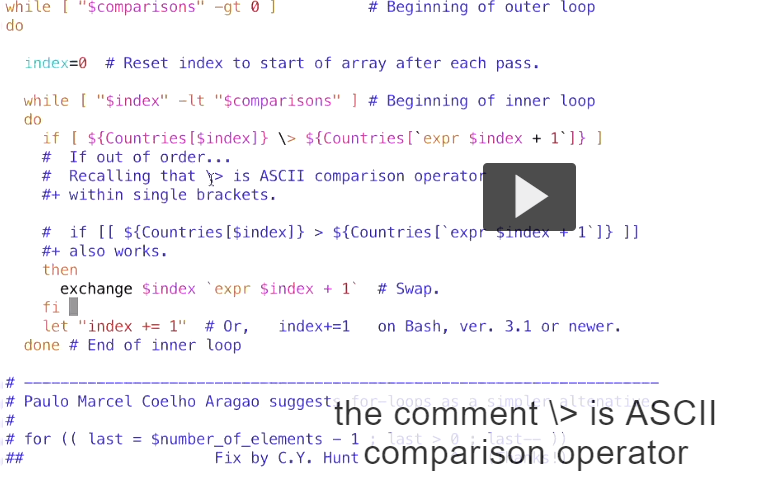 while [ "$comparisons" -gt 0 ]          # Beginning of outer loop
do
index=0  # Reset index to start of array after each pass.
while [ "$index" -lt "$comparisons" ] # Beginning of inner loop
do
if [ ${Countries[$index]} \> ${Countries[`expr $index + 1`]} ]
#  If out of order...
#  Recalling that \> is ASCII comparison operator
#+ within single brackets.
#  if [[ ${Countries[$index]} > ${Countries[`expr $index + 1`]} ]]
#+ also works.
then
exchange $index `expr $index + 1`  # Swap.
fi
let "index += 1"  # Or,   index+=1   on Bash, ver. 3.1 or newer.
done # End of inner loop
# ----------------------------------------------------------------------
# Paulo Marcel Coelho Aragao suggests for-loops as a simpler altenative.
#
# for (( last = $number_of_elements - 1 ; last > 0 ; last-- ))
##                     Fix by C.Y. Hunt
the comment \> is ASCII
comparison operator